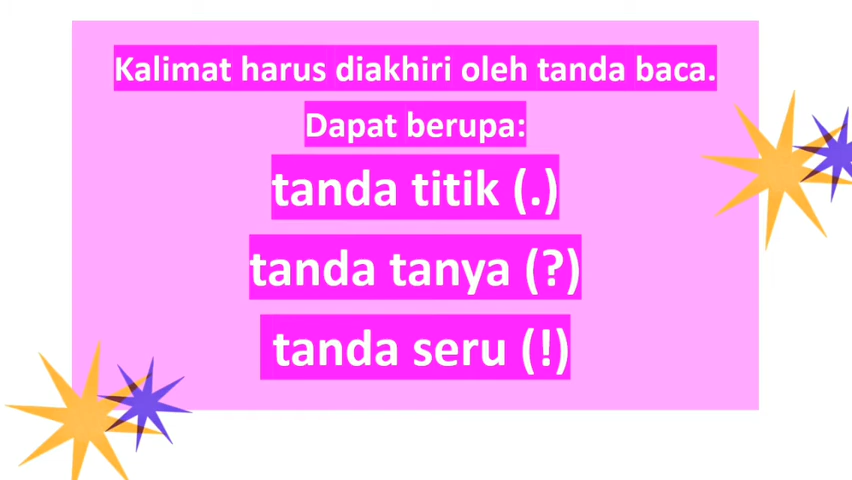 Kalimat harus diakhiri oleh tanda baca.
Dapat berupa:
tanda titik (.)
tanda tanya (?)
tanda seru (!)